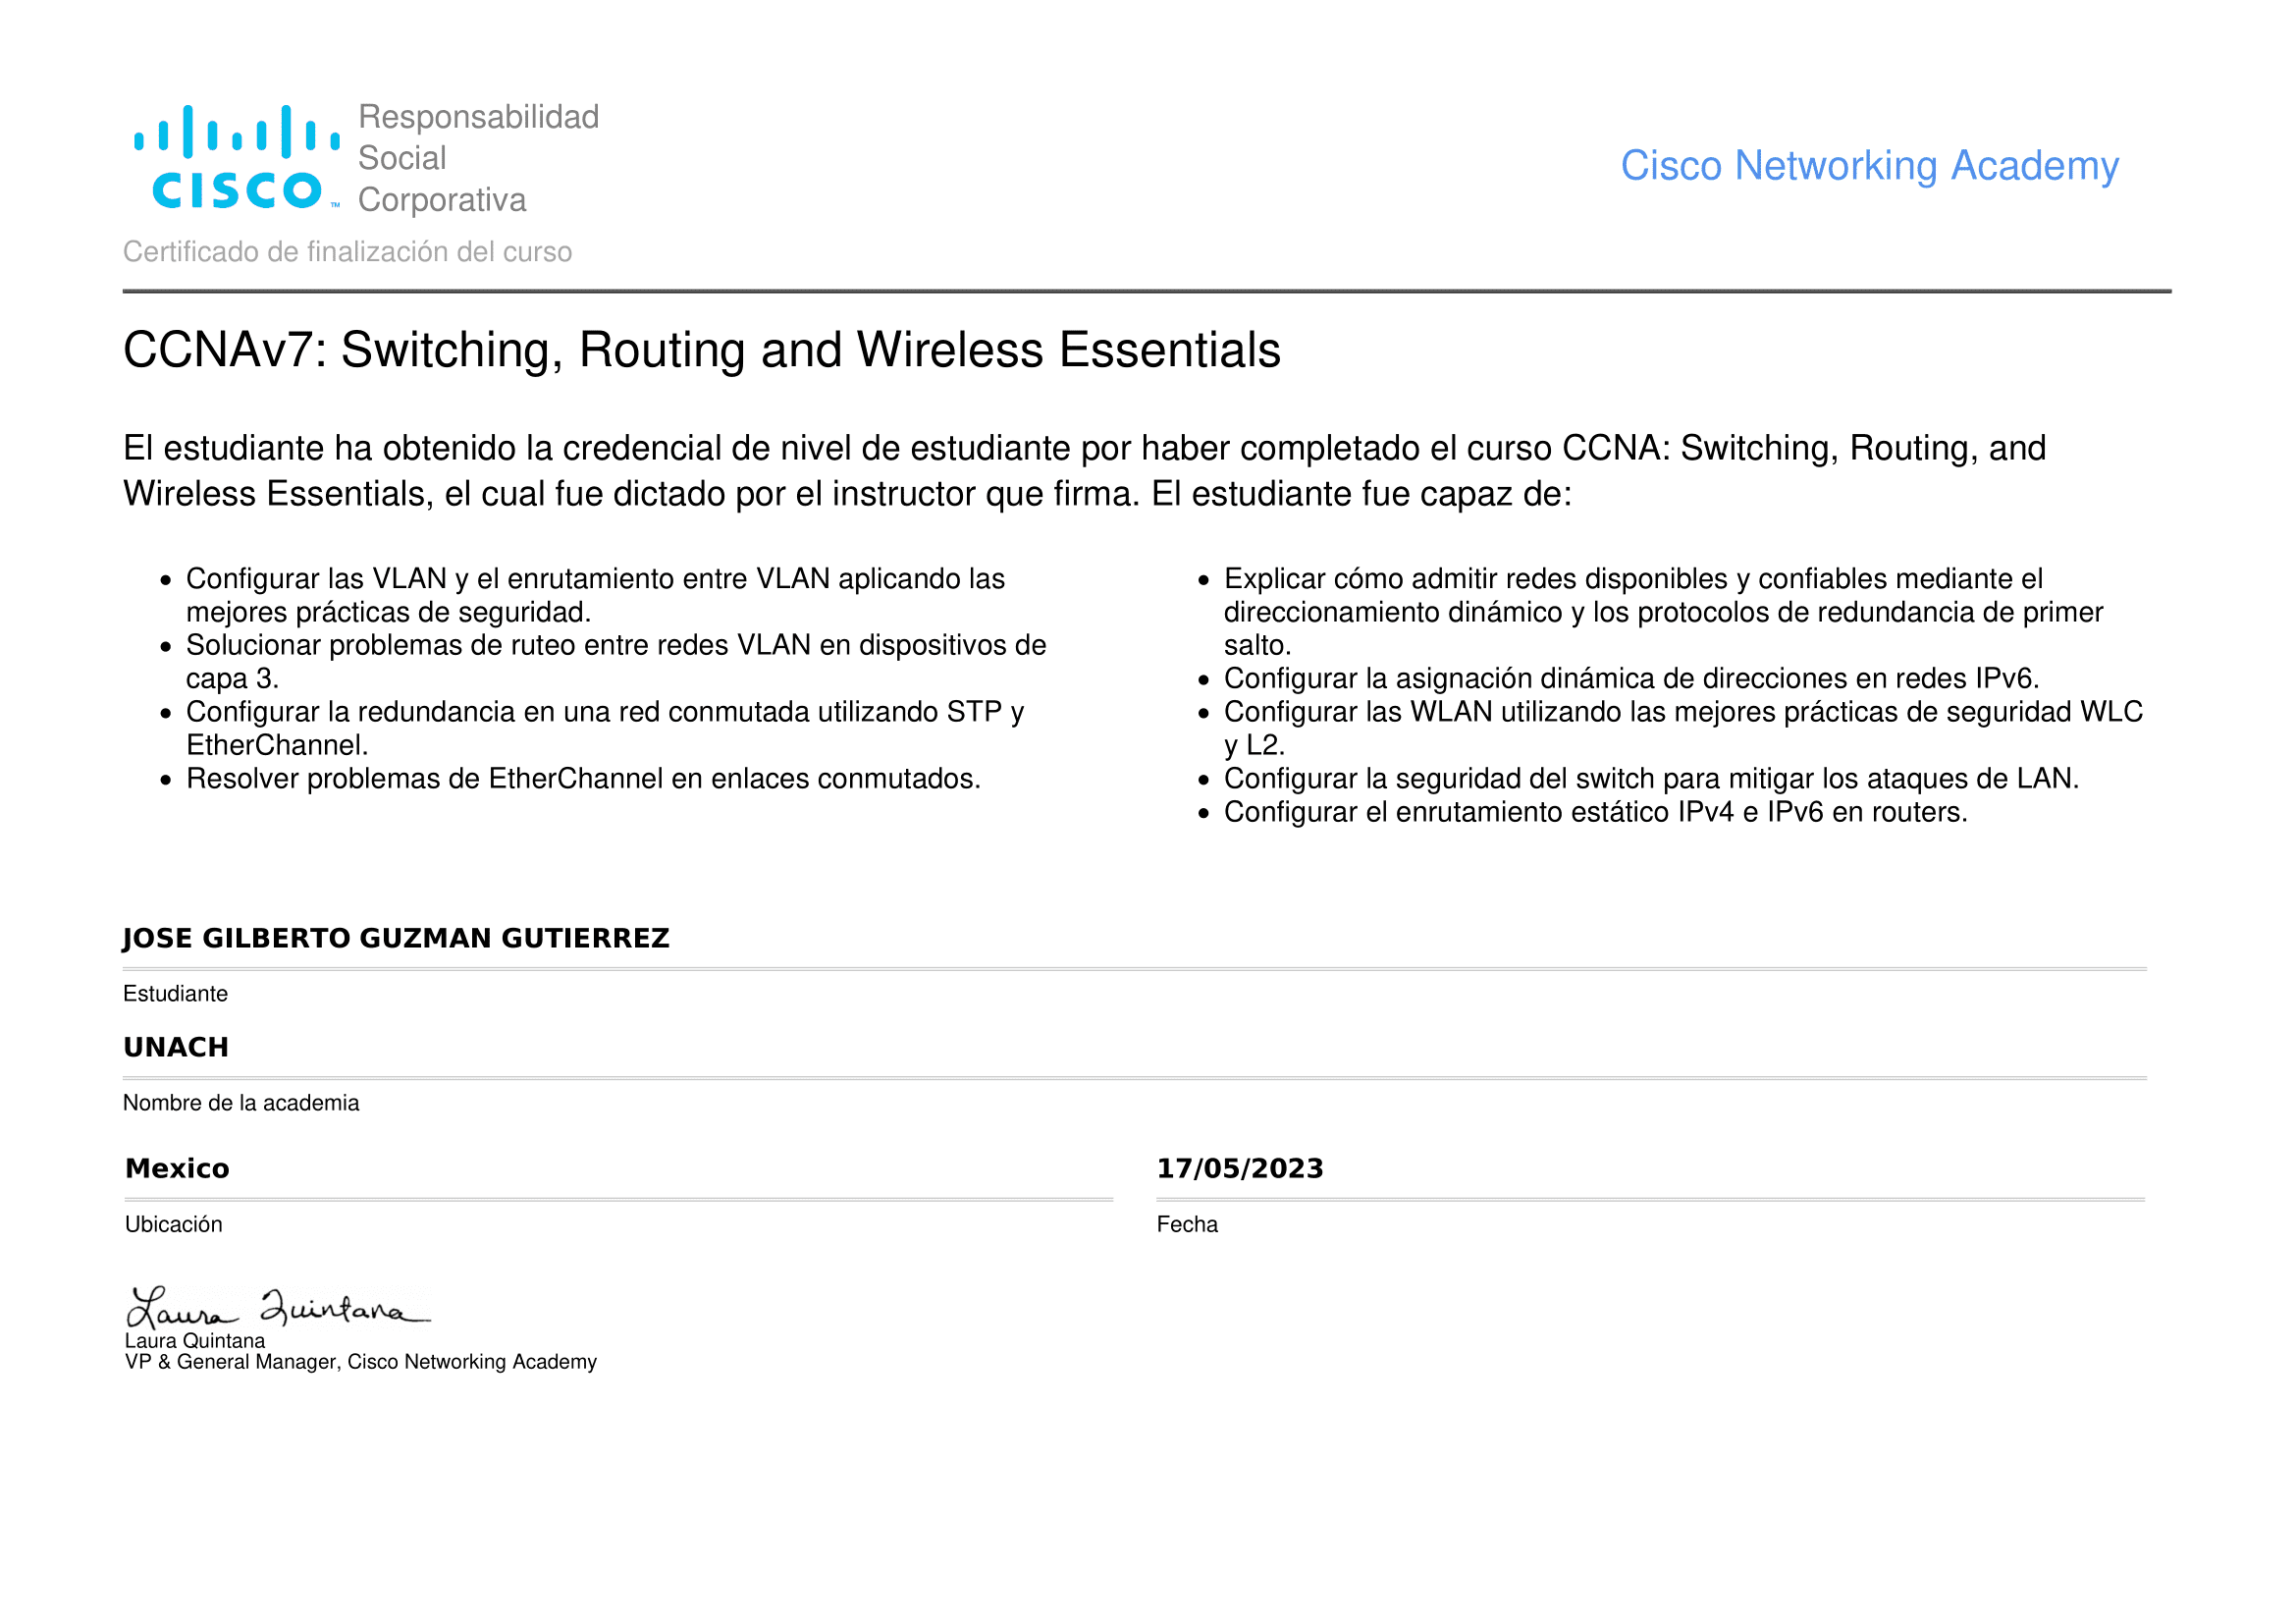 CISCO™
Responsabilidad
Social
Corporativa
Cisco Networking Academy
Certificado de finalización del curso
CCNAv7: Switching, Routing and Wireless Essentials
El estudiante ha obtenido la credencial de nivel de estudiante por haber completado el curso CCNA: Switching, Routing, and
Wireless Essentials, el cual fue dictado por el instructor que firma. El estudiante fue capaz de:
• Configurar las VLAN y el enrutamiento entre VLAN aplicando las
mejores prácticas de seguridad.
• Solucionar problemas de ruteo entre redes VLAN en dispositivos de
capa 3.
• Configurar la redundancia en una red conmutada utilizando STP y
EtherChannel.
• Resolver problemas de EtherChannel en enlaces conmutados.
• Explicar cómo admitir redes disponibles y confiables mediante el
direccionamiento dinámico y los protocolos de redundancia de primer
salto.
• Configurar la asignación dinámica de direcciones en redes IPv6.
• Configurar las WLAN utilizando las mejores prácticas de seguridad WLC
y L2.
• Configurar la seguridad del switch para mitigar los ataques de LAN.
• Configurar el enrutamiento estático IPv4 e IPv6 en routers.
JOSE GILBERTO GUZMAN GUTIERREZ
Estudiante
UNACH
Nombre de la academia
Mexico
Ubicación
17/05/2023
Fecha
Laura Quintana
Laura Quintana
VP & General Manager, Cisco Networking Academy